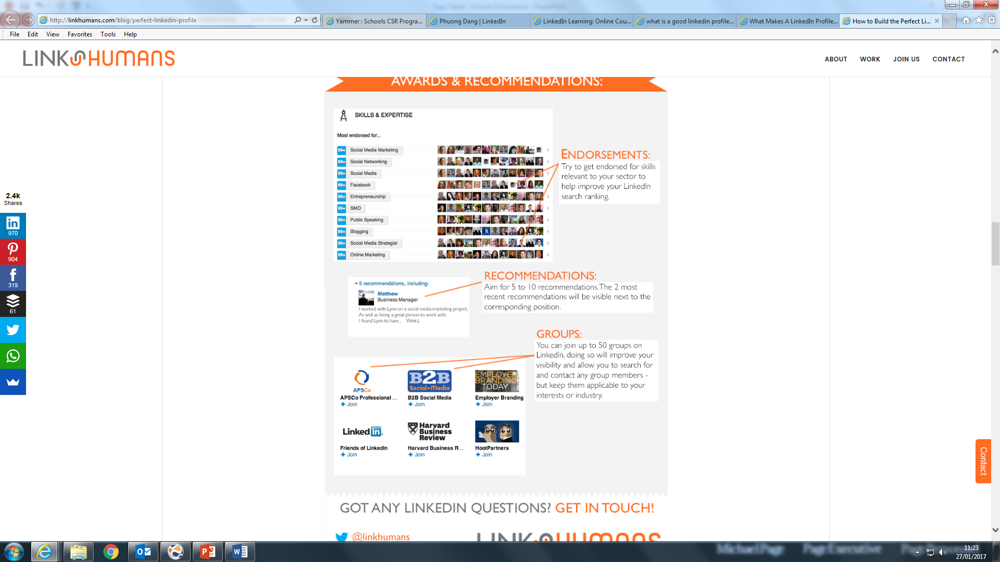 http://linkhumans.com/blog/perfect-linkedin-profile
Yammer : Schools CSR Progra...
Phuong Dang | LinkedIn
LinkedIn Learning: Online Cou...
what is a good linkedin profile...
What Makes A LinkedIn Profile...
How to Build the Perfect Li...
File Edit View Favorites Tools Help
LINK HUMANS
ABOUT WORK JOIN US CONTACT
AWARDS & RECOMMENDATIONS:
SKILLS & EXPERTISE
Most endorsed for...
99+ Social Media Marketing
99+ Social Networking
99+ Social Media
99+ Facebook
99+ Entrepreneurship
99+ SMO
99+ Public Speaking
99+ Blogging
99+ Social Media Strategist
99+ Online Marketing
ENDORSEMENTS:
Try to get endorsed for skills
relevant to your sector to
help improve your LinkedIn
search ranking.
2.4k
Shares
in
970
904
f
319
61
RECOMMENDATIONS:
Aim for 5 to 10 recommendations. The 2 most
recent recommendations will be visible next to the
corresponding position.
5 recommendations, including:
Matthew
Business Manager
I worked with Lynn on a social media marketing project.
As well as being a great person to work with,
I found Lynn to have... View↓
GROUPS:
You can join up to 50 groups on
LinkedIn, doing so will improve your
visibility and allow you to search for
and contact any group members -
but keep them applicable to your
interests or industry.
APSCo
APSCo Professional ...
+ Join
B2B
Social•Media
B2B Social Media
+ Join
EMPLOYER
BRANDING
TODAY
Employer Branding
+ Join
Linked in
Friends of LinkedIn
+ Join
Harvard
Business
Review
Harvard Business R...
+ Join
HootPartners
+ Join
Contact
GOT ANY LINKEDIN QUESTIONS? GET IN TOUCH!
@linkhumans
LINK HUMANS
MichaelPage PageExecutive
11:23
27/01/2017